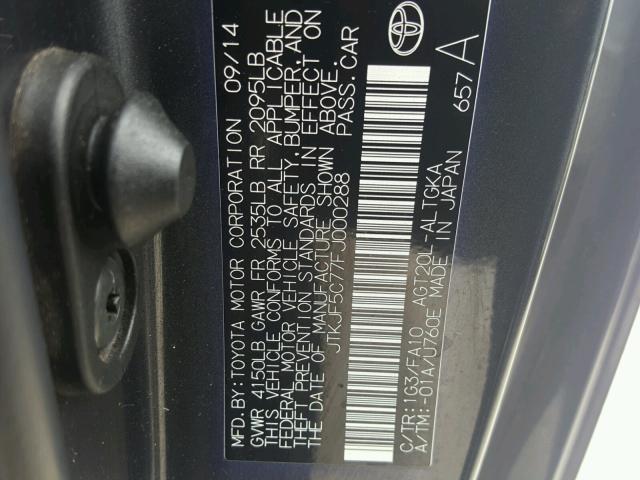 MFD.BY:TOYOTA MOTOR CORPORATION 09/14
GVWR 4150LB GAWR FR 2535LB RR 2095LB
THIS VEHICLE CONFORMS TO ALL APPLICABLE
FEDERAL MOTOR VEHICLE SAFETY, BUMPER, AND
THEFT PREVENTION STANDARDS IN EFFECT ON
THE DATE OF MANUFACTURE SHOWN ABOVE.
JTKJF5C77FJ000288 PASS.CAR
C/TR:1G3/FA10 AGT20L-ALTGKA
A/TM:-01A/U760E MADE IN JAPAN
657 A